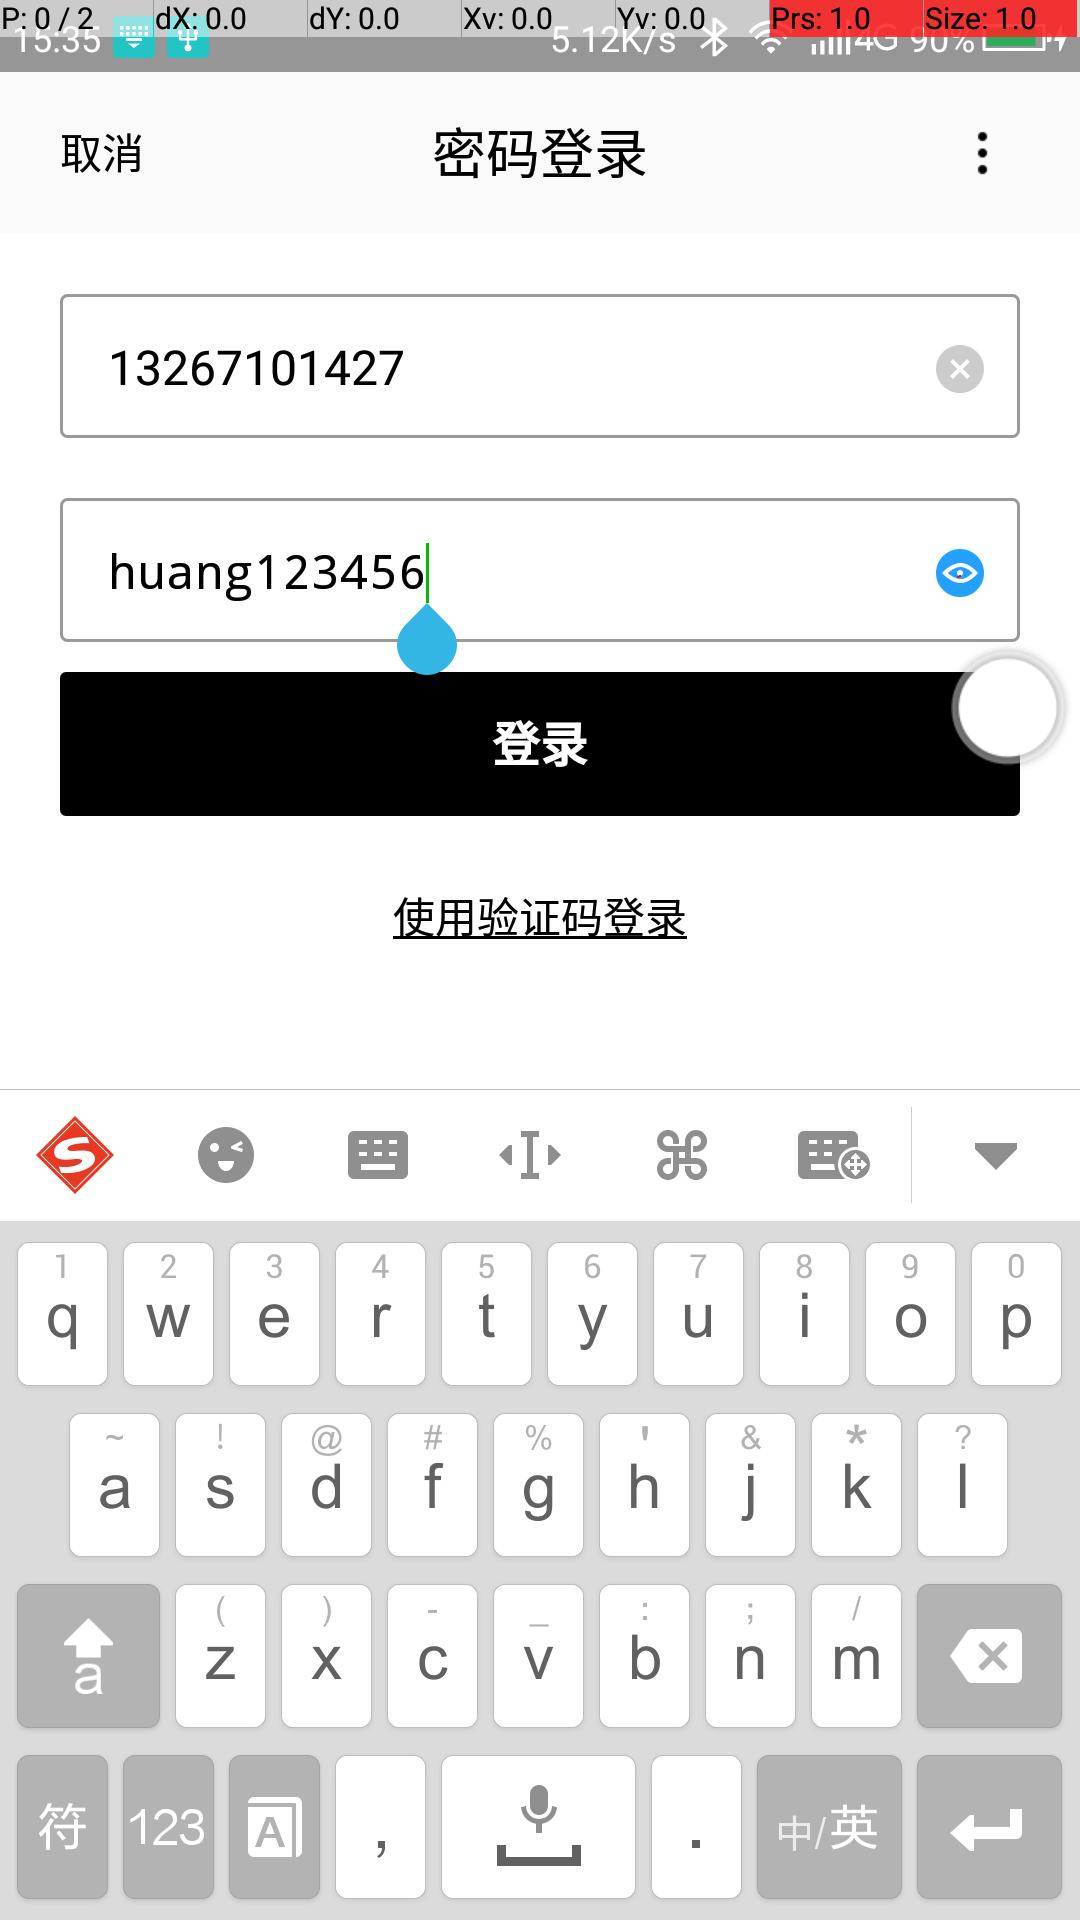 P: 0 / 2 dX: 0.0 dY: 0.0 Xv: 0.0 Yv: 0.0 Prs: 1.0 Size: 1.0
15:35 5.12K/s 4G 90%
取消 密码登录
13267101427
huang123456
登录
使用验证码登录
1 2 3 4 5 6 7 8 9 0
q w e r t y u i o p
~ ! @ # % ' & * ?
a s d f g h j k l
( ) - _ : ; /
a z x c v b n m
符 123 A , . 中/英